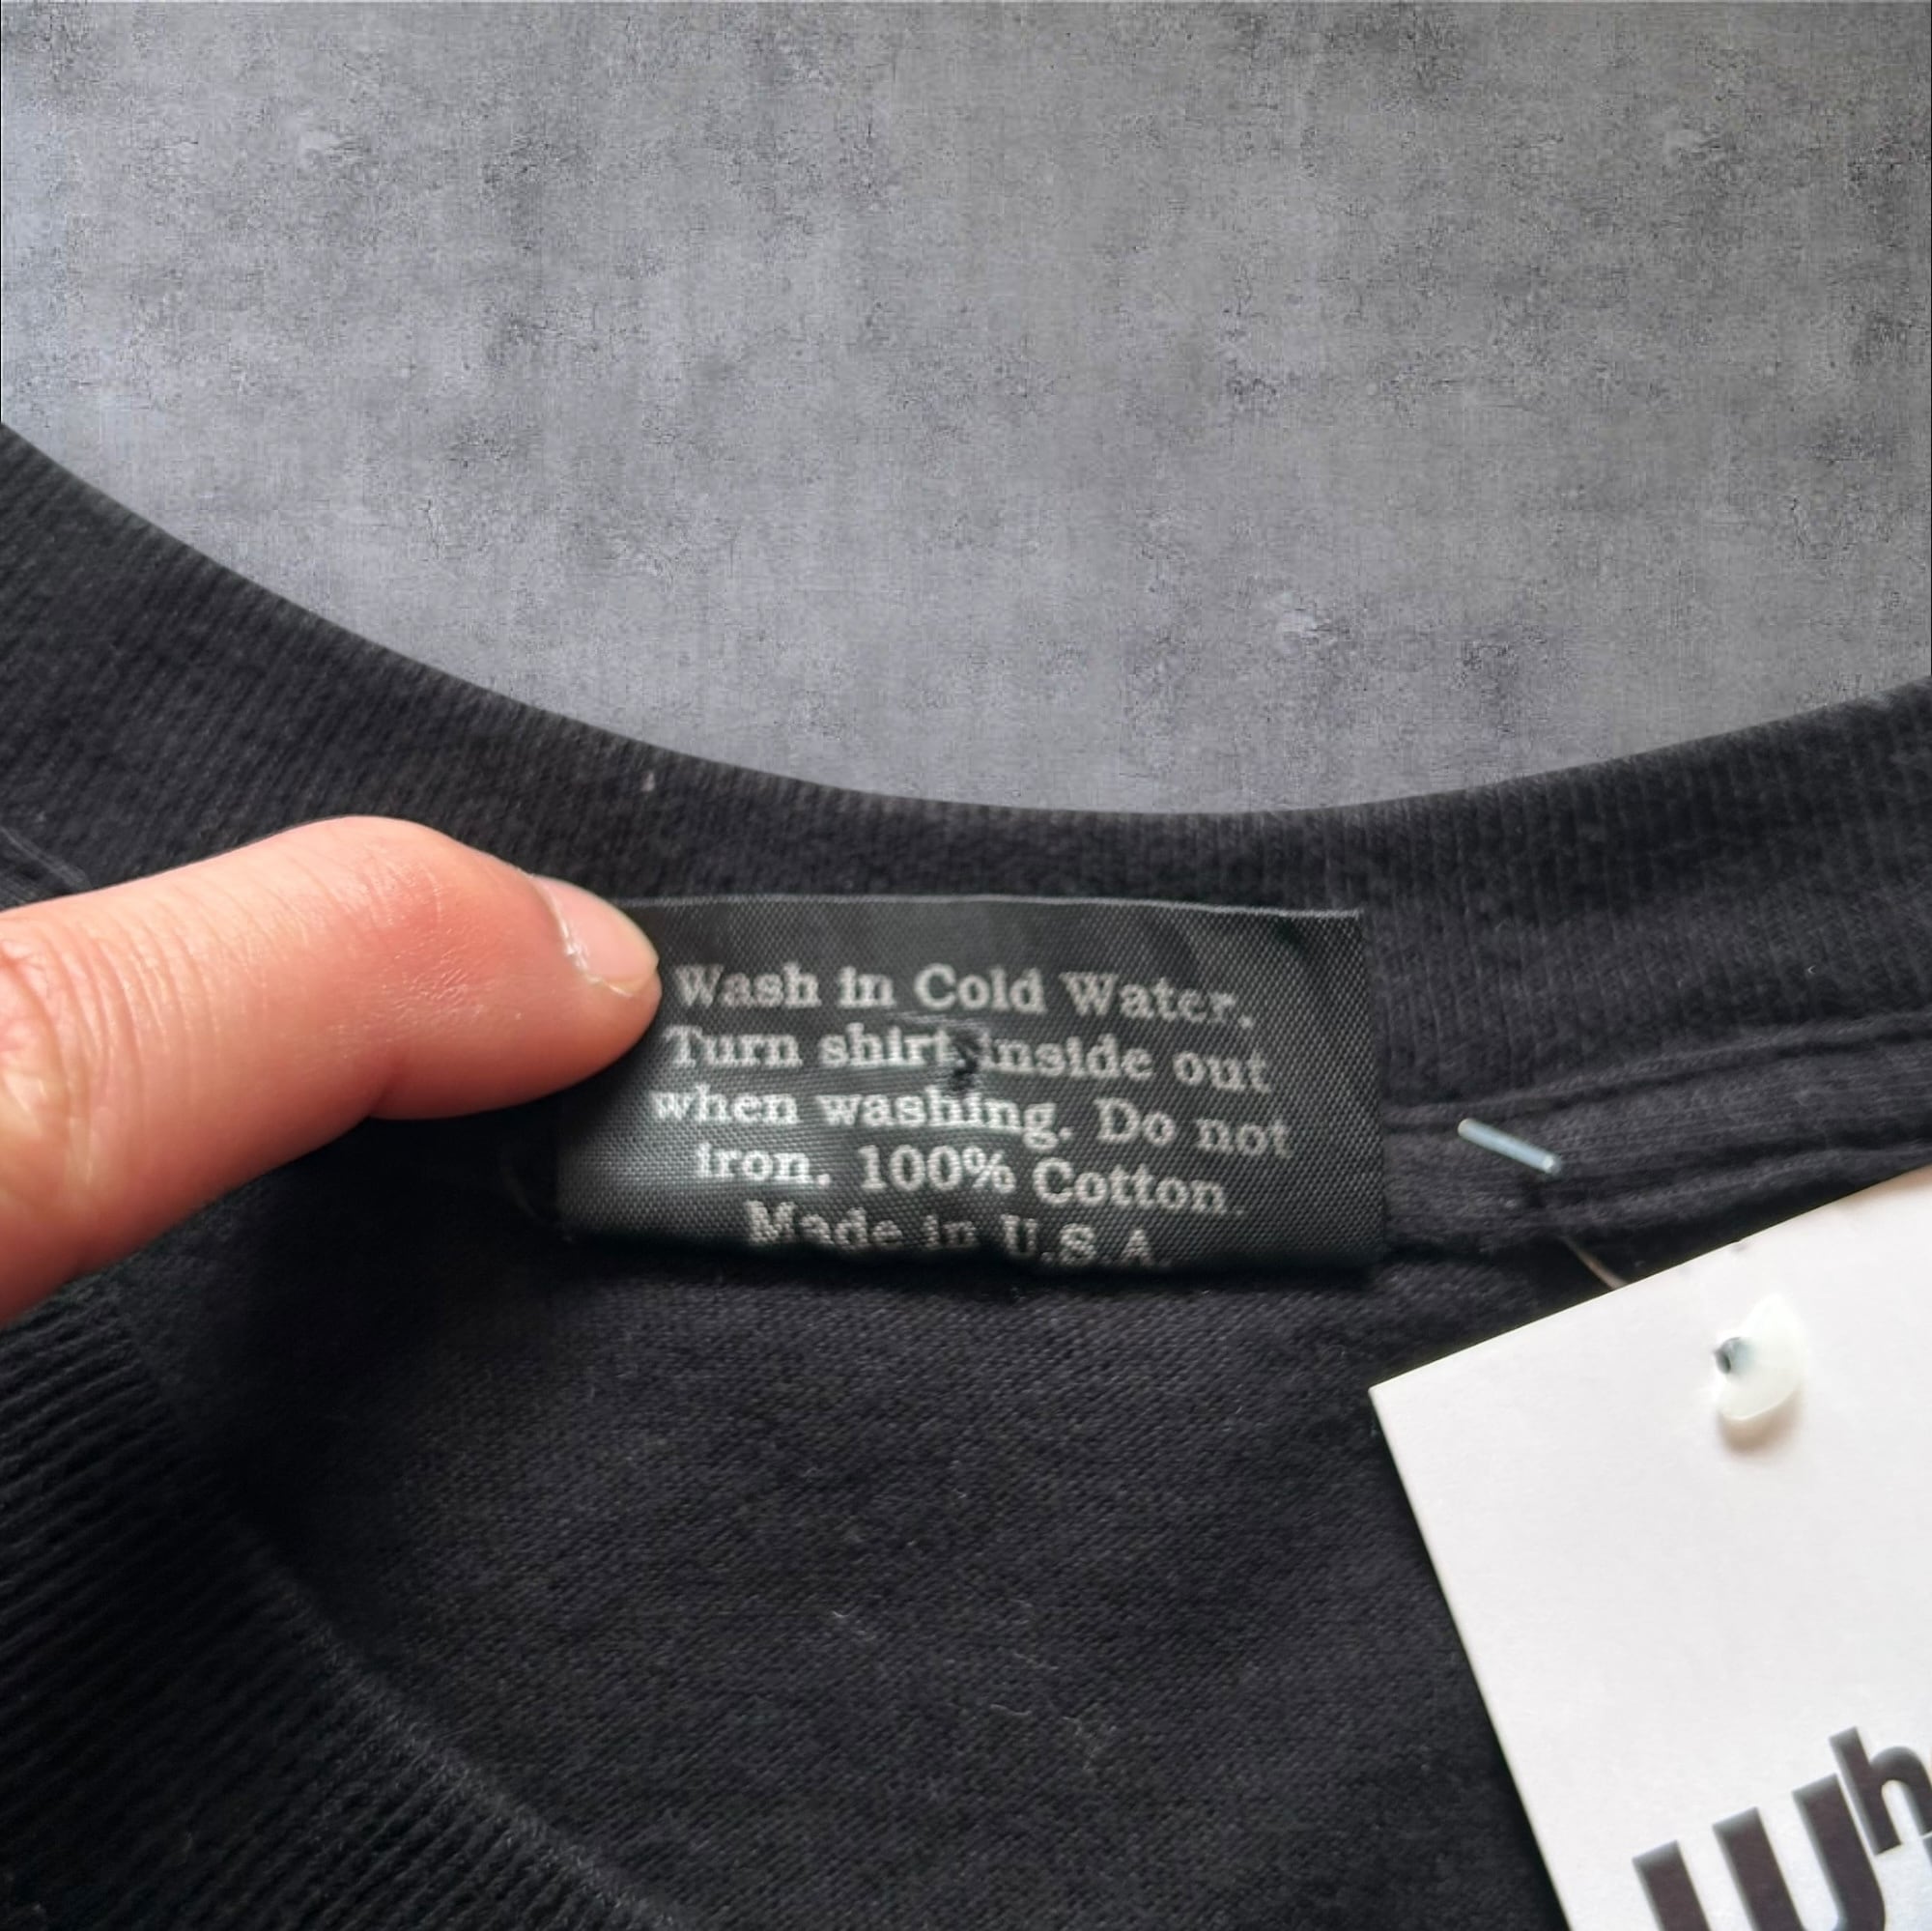 Wash in Cold Water.
Turn shirt inside out
when washing. Do not
iron. 100% Cotton.
Made in U.S.A.